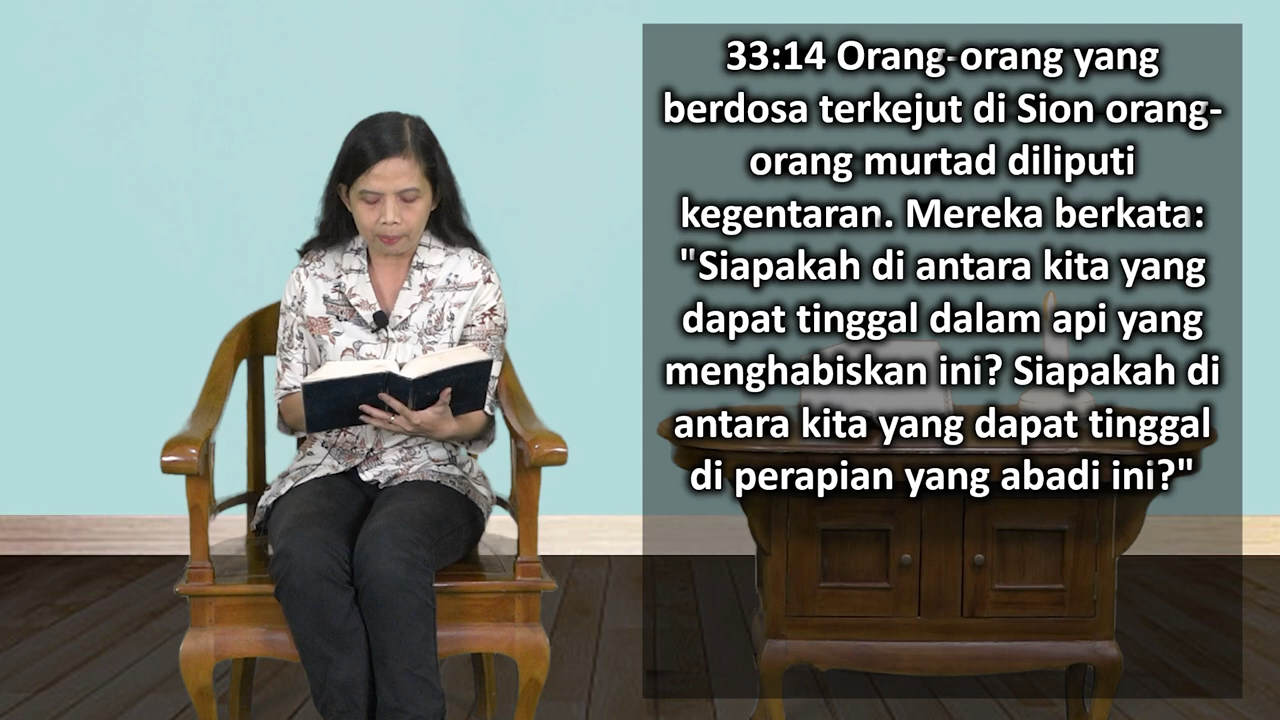 33:14 Orang-orang yang
berdosa terkejut di Sion orang-
orang murtad diliputi
kegentaran. Mereka berkata:
"Siapakah di antara kita yang
dapat tinggal dalam api yang
menghabiskan ini? Siapakah di
antara kita yang dapat tinggal
di perapian yang abadi ini?"